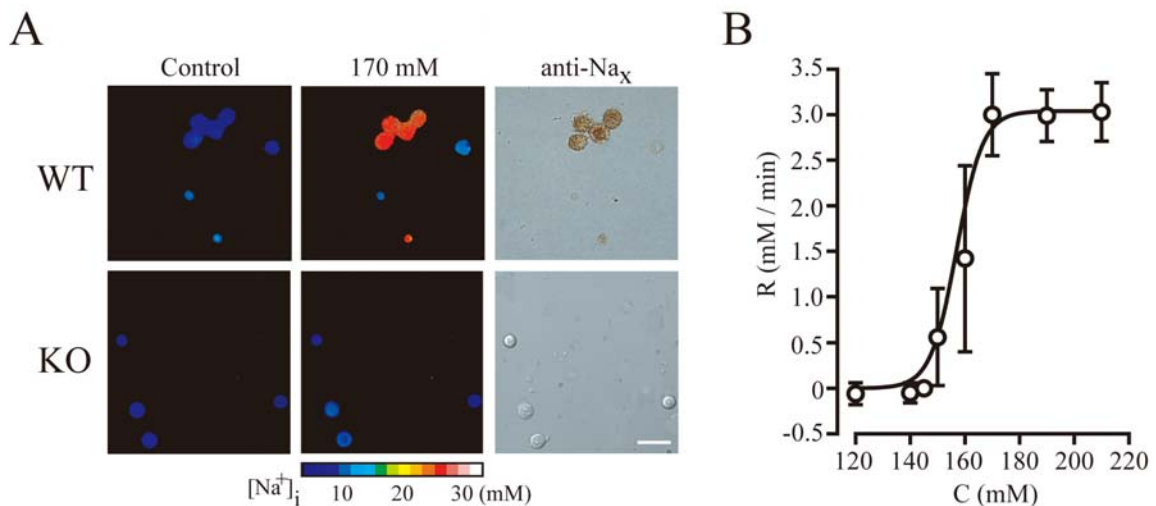 A
Control 170 mM anti-Naₓ
WT
KO
[Na⁺]ᵢ 10 20 30 (mM)
B
3.5
3.0
2.5
2.0
1.5
1.0
0.5
0
-0.5
R (mM / min)
120 140 160 180 200 220
C (mM)